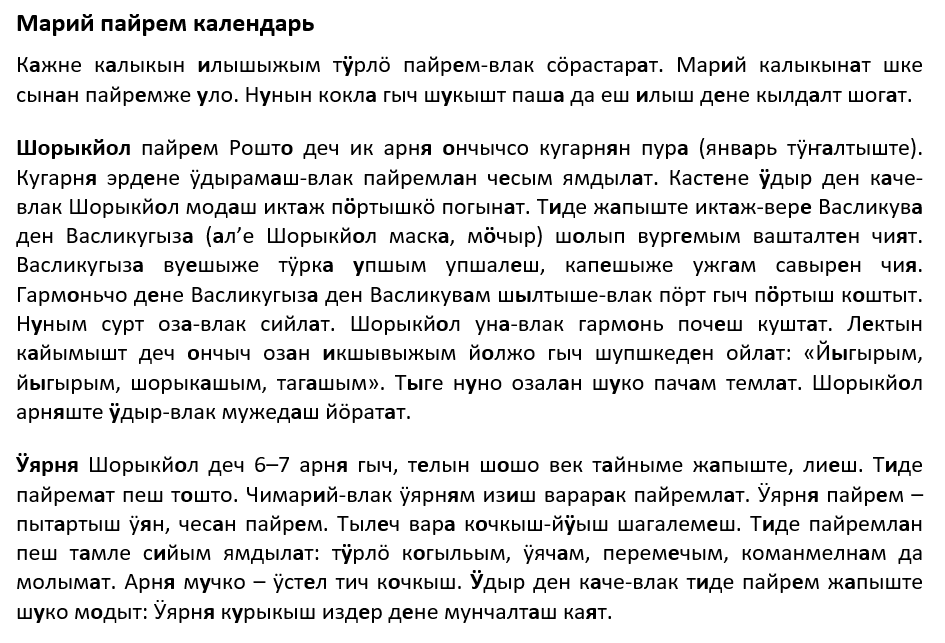 Марий пайрем календарь
Кажне калыкын илышыжым тӱрлӧ пайрем-влак сӧрастарат. Марий калыкынат шке
сынан пайремже уло. Нунын кокла гыч шукышт паша да еш илыш дене кылдалт шогат.
Шорыкйол пайрем Рошто деч ик арня ончычсо кугарнян пура (январь тӱҥалтыште).
Кугарня эрдене ӱдырамаш-влак пайремлан чесым ямдылат. Кастене ӱдыр ден каче-
влак Шорыкйол модаш иктаж пӧртышкӧ погынат. Тиде жапыште иктаж-вере Васликува
ден Васликугыза (ал’е Шорыкйол маска, мӧчыр) шолып вургемым вашталтен чият.
Васликугыза вуешыже тӱрка упшым упшалеш, капешыже ужгам савырен чия.
Гармоньчо дене Васликугыза ден Васликувам шылтыше-влак пӧрт гыч пӧртыш коштыт.
Нуным сурт оза-влак сийлат. Шорыкйол уна-влак гармонь почеш куштат. Лектын
кайымышт деч ончыч озан икшывыжым йолжо гыч шупшкеден ойлат: «Йыгырым,
йыгырым, шорыкашым, тагашым». Тыге нуно озалан шуко пачам темлат. Шорыкйол
арняште ӱдыр-влак мужедаш йӧратат.
Ӱярня Шорыкйол деч 6–7 арня гыч, телын шошо век тайныме жапыште, лиеш. Тиде
пайремат пеш тошто. Чимарий-влак ӱярням изиш варарак пайремлат. Ӱярня пайрем –
пытартыш ӱян, чесан пайрем. Тылеч вара кочкыш-йӱыш шагалемеш. Тиде пайремлан
пеш тамле сийым ямдылат: тӱрлӧ когыльым, ӱячам, перемечым, команмелнам да
молымат. Арня мучко – ӱстел тич кочкыш. Ӱдыр ден каче-влак тиде пайрем жапыште
шуко модыт: Ӱярня курыкыш издер дене мунчалташ каят.